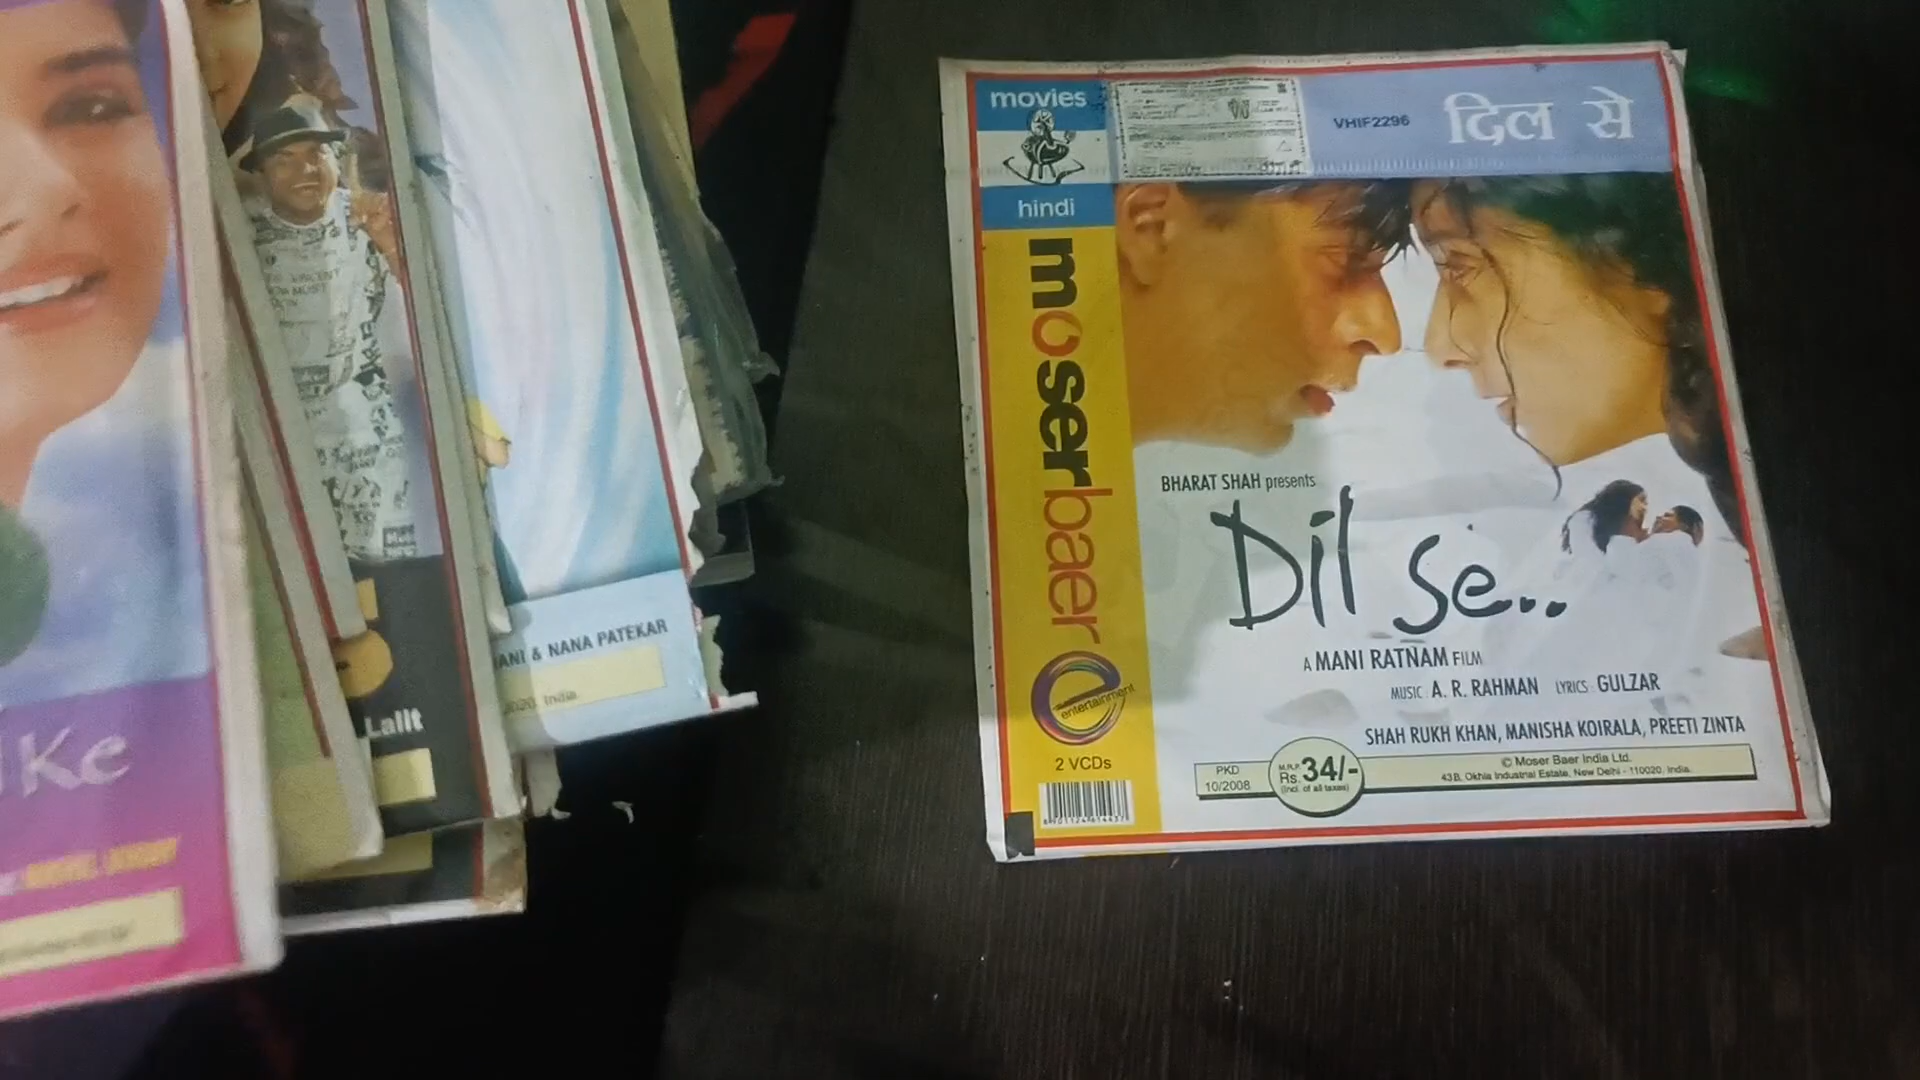 movies
hindi
VHIF2296
दिल से
moserbaer
entertainment
2 VCDs
BHARAT SHAH presents
Dil se..
A MANI RATNAM FILM
MUSIC : A. R. RAHMAN LYRICS : GULZAR
SHAH RUKH KHAN, MANISHA KOIRALA, PREETI ZINTA
PKD
10/2008
M.R.P.
Rs. 34/-
(Incl. of all taxes)
© Moser Baer India Ltd.
43B, Okhla Industrial Estate, New Delhi - 110020, India.
ANI & NANA PATEKAR
India
Lalit
Ke